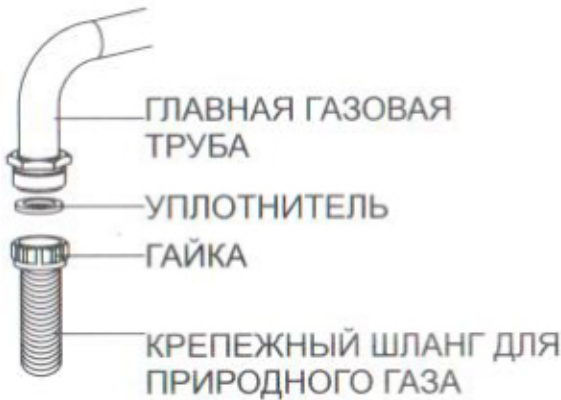 ГЛАВНАЯ ГАЗОВАЯ
ТРУБА
УПЛОТНИТЕЛЬ
ГАЙКА
КРЕПЕЖНЫЙ ШЛАНГ ДЛЯ
ПРИРОДНОГО ГАЗА